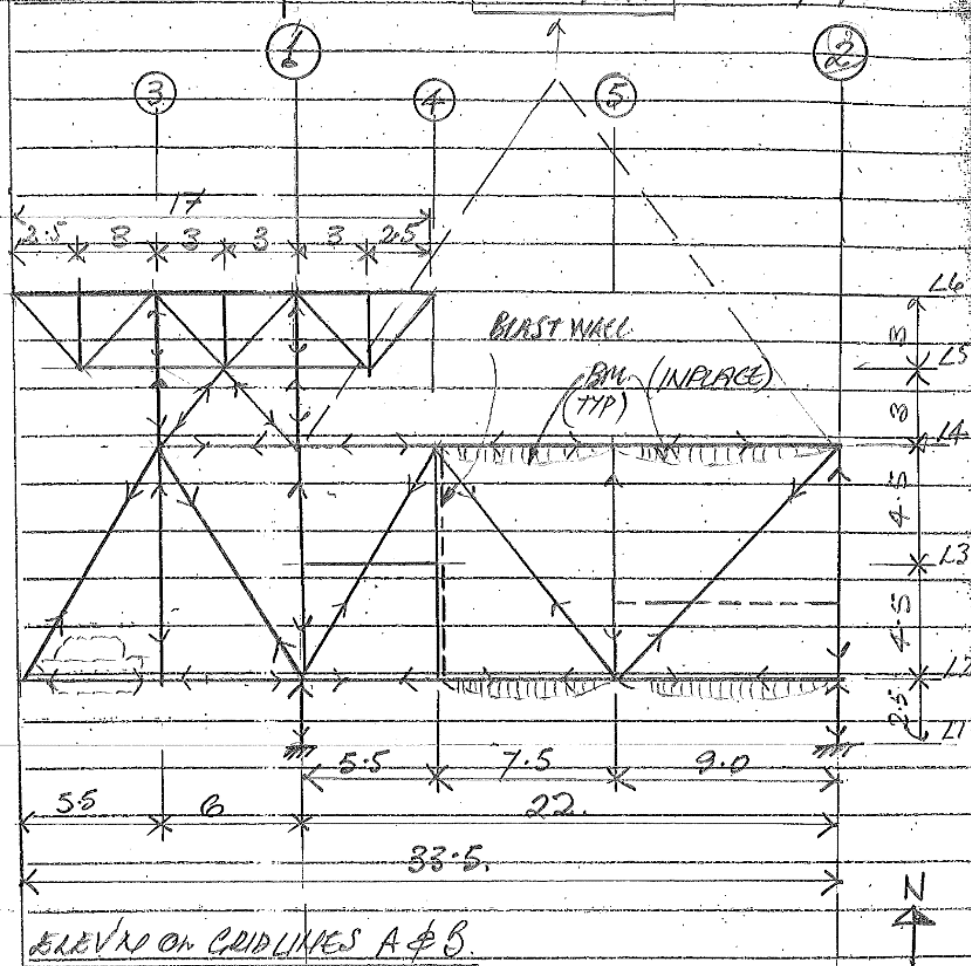 1
2
3
4
5
17
2.5 3 3 3 3 2.5
L6
BLAST WALL
3
L5
BM. (INPLACE)
(TYP)
3
L4
4.5
L3
4.5
L2
2.5
L1
5.5 7.5 9.0
5.5 6 22.
33.5.
N
ELEV'N ON GRIDLINES A & B.